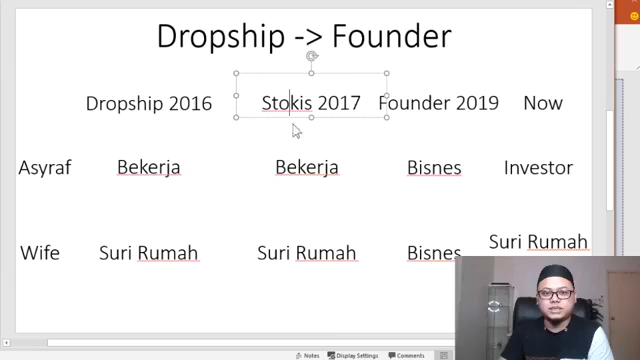 Dropship -> Founder
Dropship 2016 Stokis 2017 Founder 2019 Now
Asyraf Bekerja Bekerja Bisnes Investor
Wife Suri Rumah Suri Rumah Bisnes Suri Rumah
Notes Display Settings Comments